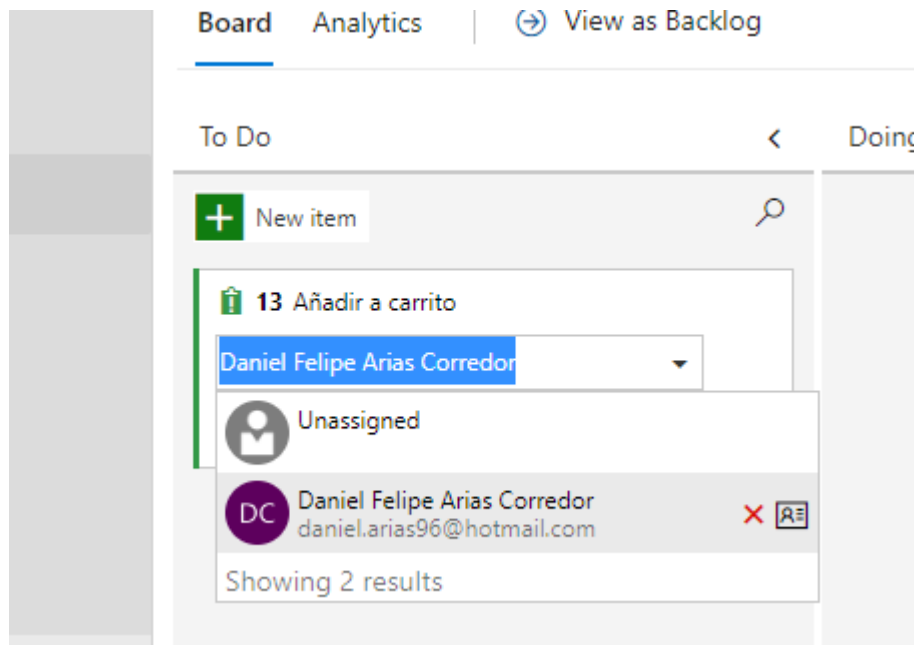 Board Analytics View as Backlog
To Do Doing
New item
13 Añadir a carrito
Daniel Felipe Arias Corredor
Unassigned
DC Daniel Felipe Arias Corredor
daniel.arias96@hotmail.com
Showing 2 results